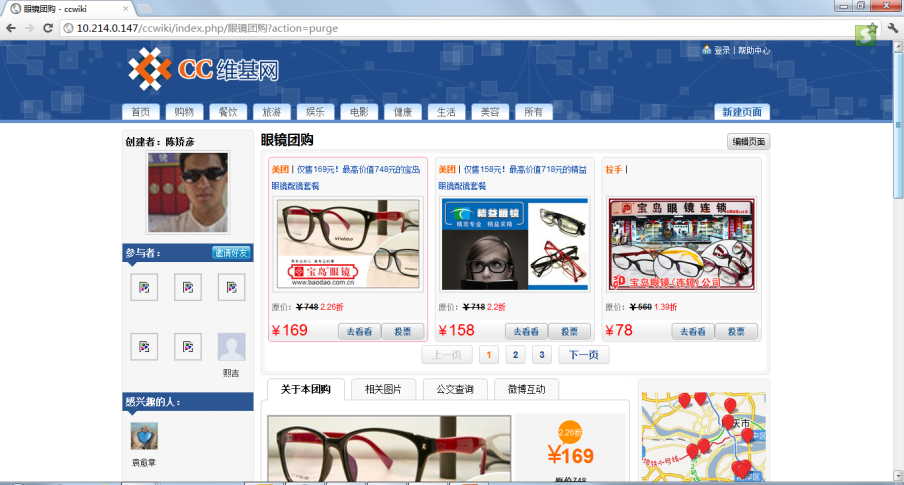 眼镜团购 - ccwiki
10.214.0.147/ccwiki/index.php/眼镜团购?action=purge
登录 | 帮助中心
CC 维基网
首页 购物 餐饮 旅游 娱乐 电影 健康 生活 美容 所有 新建页面
创建者：陈矫彦
眼镜团购
编辑页面
美团 | 仅售169元！最高价值748元的宝岛眼镜配镜套餐
美团 | 仅售158元！最高价值718元的精益眼镜配镜套餐
拉手 |
宝岛眼镜
www.baodao.com.cn
精益眼镜
宝岛眼镜连锁
宝岛眼镜(连锁)公司
参与者： 邀请好友
原价：￥748 2.26折
原价：￥718 2.2折
原价：￥560 1.39折
￥169 去看看 投票
￥158 去看看 投票
￥78 去看看 投票
上一页 1 2 3 下一页
熙吉
关于本团购 相关图片 公交查询 微博互动
感兴趣的人：
袁愈章
2.26折
￥169
原价748
庆市